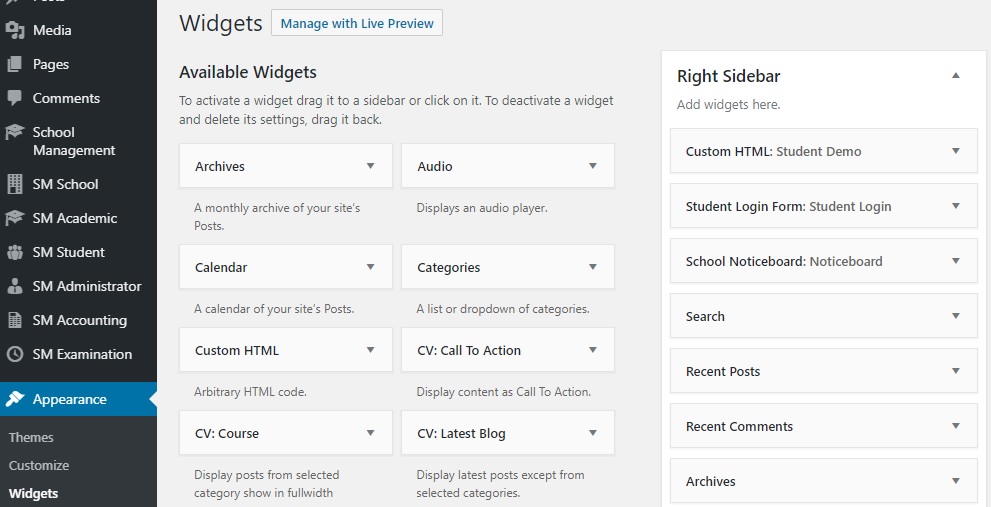 Posts
Media
Pages
Comments
School
Management
SM School
SM Academic
SM Student
SM Administrator
SM Accounting
SM Examination
Appearance
Themes
Customize
Widgets
Widgets
Manage with Live Preview
Available Widgets
To activate a widget drag it to a sidebar or click on it. To deactivate a widget
and delete its settings, drag it back.
Archives
A monthly archive of your site's
Posts.
Audio
Displays an audio player.
Calendar
A calendar of your site's Posts.
Categories
A list or dropdown of categories.
Custom HTML
Arbitrary HTML code.
CV: Call To Action
Display content as Call To Action.
CV: Course
Display posts from selected
category show in fullwidth
CV: Latest Blog
Display latest posts except from
selected categories.
Right Sidebar
Add widgets here.
Custom HTML: Student Demo
Student Login Form: Student Login
School Noticeboard: Noticeboard
Search
Recent Posts
Recent Comments
Archives